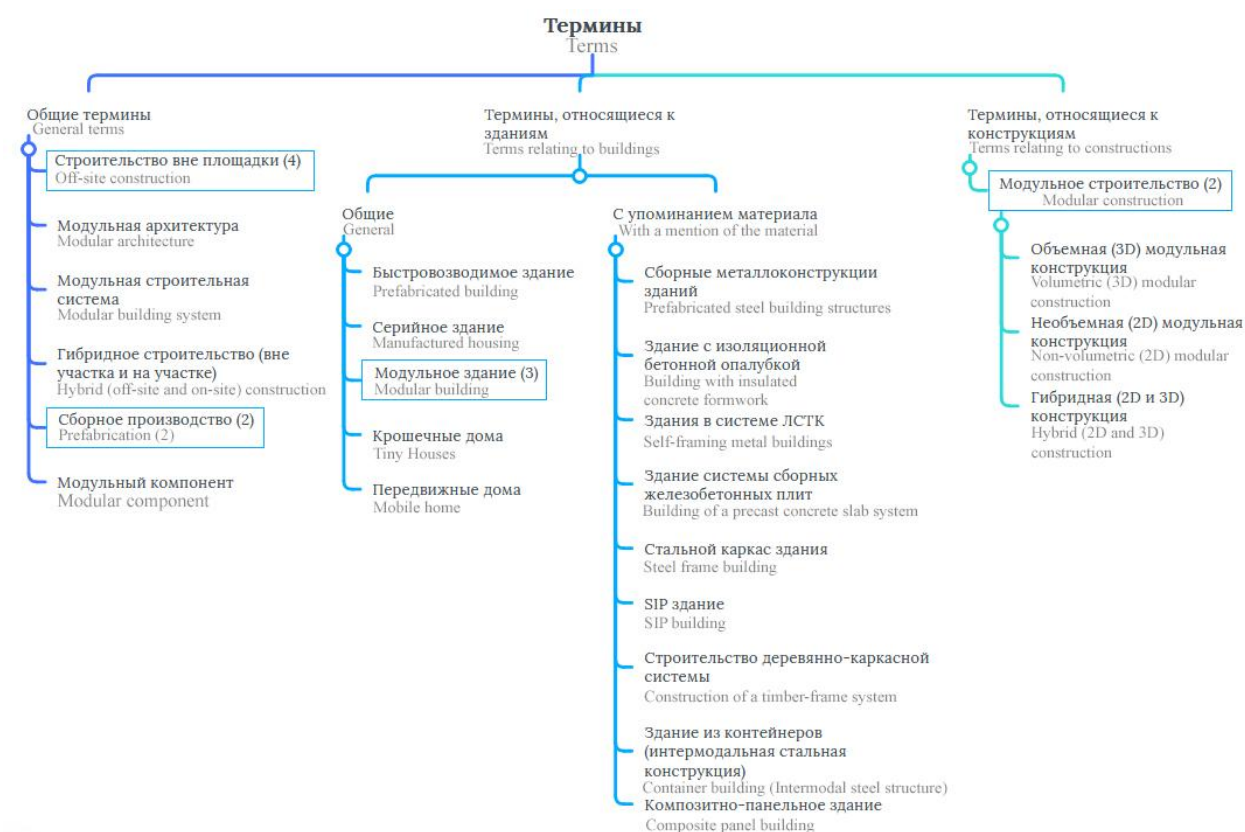 Термины
Terms
Общие термины
General terms
Строительство вне площадки (4)
Off-site construction
Модульная архитектура
Modular architecture
Модульная строительная
система
Modular building system
Гибридное строительство (вне
участка и на участке)
Hybrid (off-site and on-site) construction
Сборное производство (2)
Prefabrication (2)
Модульный компонент
Modular component
Термины, относящиеся к
зданиям
Terms relating to buildings
Общие
General
Быстровозводимое здание
Prefabricated building
Серийное здание
Manufactured housing
Модульное здание (3)
Modular building
Крошечные дома
Tiny Houses
Передвижные дома
Mobile home
С упоминанием материала
With a mention of the material
Сборные металлоконструкции
зданий
Prefabricated steel building structures
Здание с изоляционной
бетонной опалубкой
Building with insulated
concrete formwork
Здания в системе ЛСТК
Self-framing metal buildings
Здание системы сборных
железобетонных плит
Building of a precast concrete slab system
Стальной каркас здания
Steel frame building
SIP здание
SIP building
Строительство деревянно-каркасной
системы
Construction of a timber-frame system
Здание из контейнеров
(интермодальная стальная
конструкция)
Container building (Intermodal steel structure)
Композитно-панельное здание
Composite panel building
Термины, относящиеся к
конструкциям
Terms relating to constructions
Модульное строительство (2)
Modular construction
Объемная (3D) модульная
конструкция
Volumetric (3D) modular
construction
Необъемная (2D) модульная
конструкция
Non-volumetric (2D) modular
construction
Гибридная (2D и 3D)
конструкция
Hybrid (2D and 3D)
construction